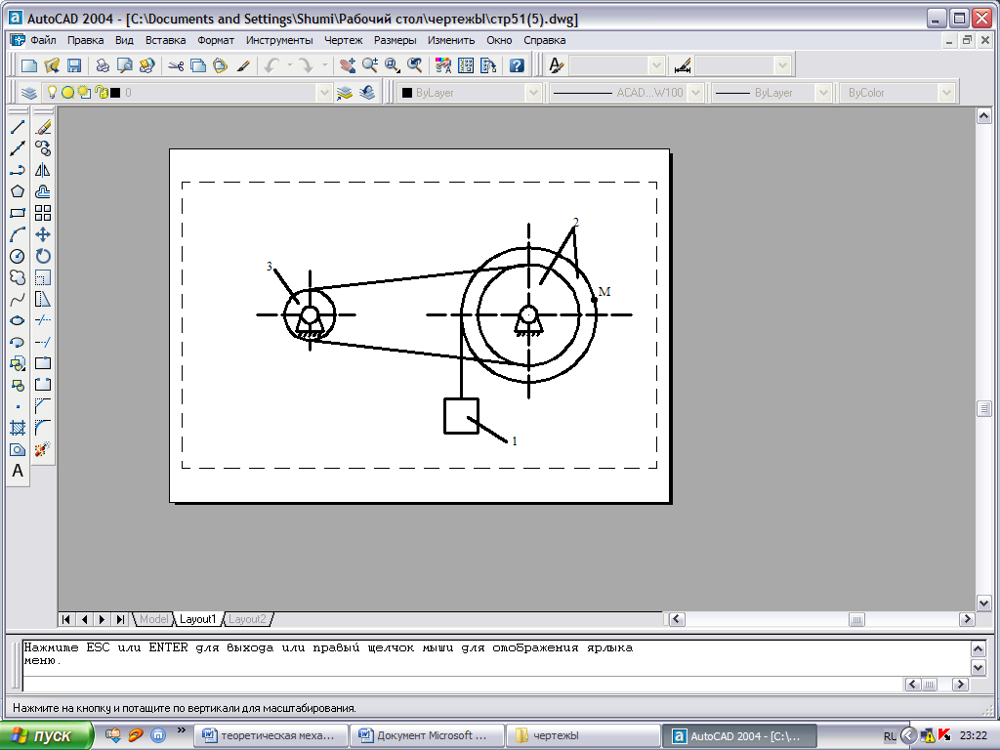 AutoCAD 2004 - [C:\Documents and Settings\Shumi\Рабочий стол\чертежЫ\стр51(5).dwg]
Файл Правка Вид Вставка Формат Инструменты Чертеж Размеры Изменить Окно Справка
0 ByLayer ACAD...W100 ByLayer ByColor
2
3
M
1
A
Model Layout1 Layout2
Нажмите ESC или ENTER для выхода или правый щелчок мыши для отображения ярлыка
меню.
Нажмите на кнопку и потащите по вертикали для масштабирования.
пуск теоретическая меха... Документ Microsoft ... чертежЫ AutoCAD 2004 - [C:\... RU 23:22